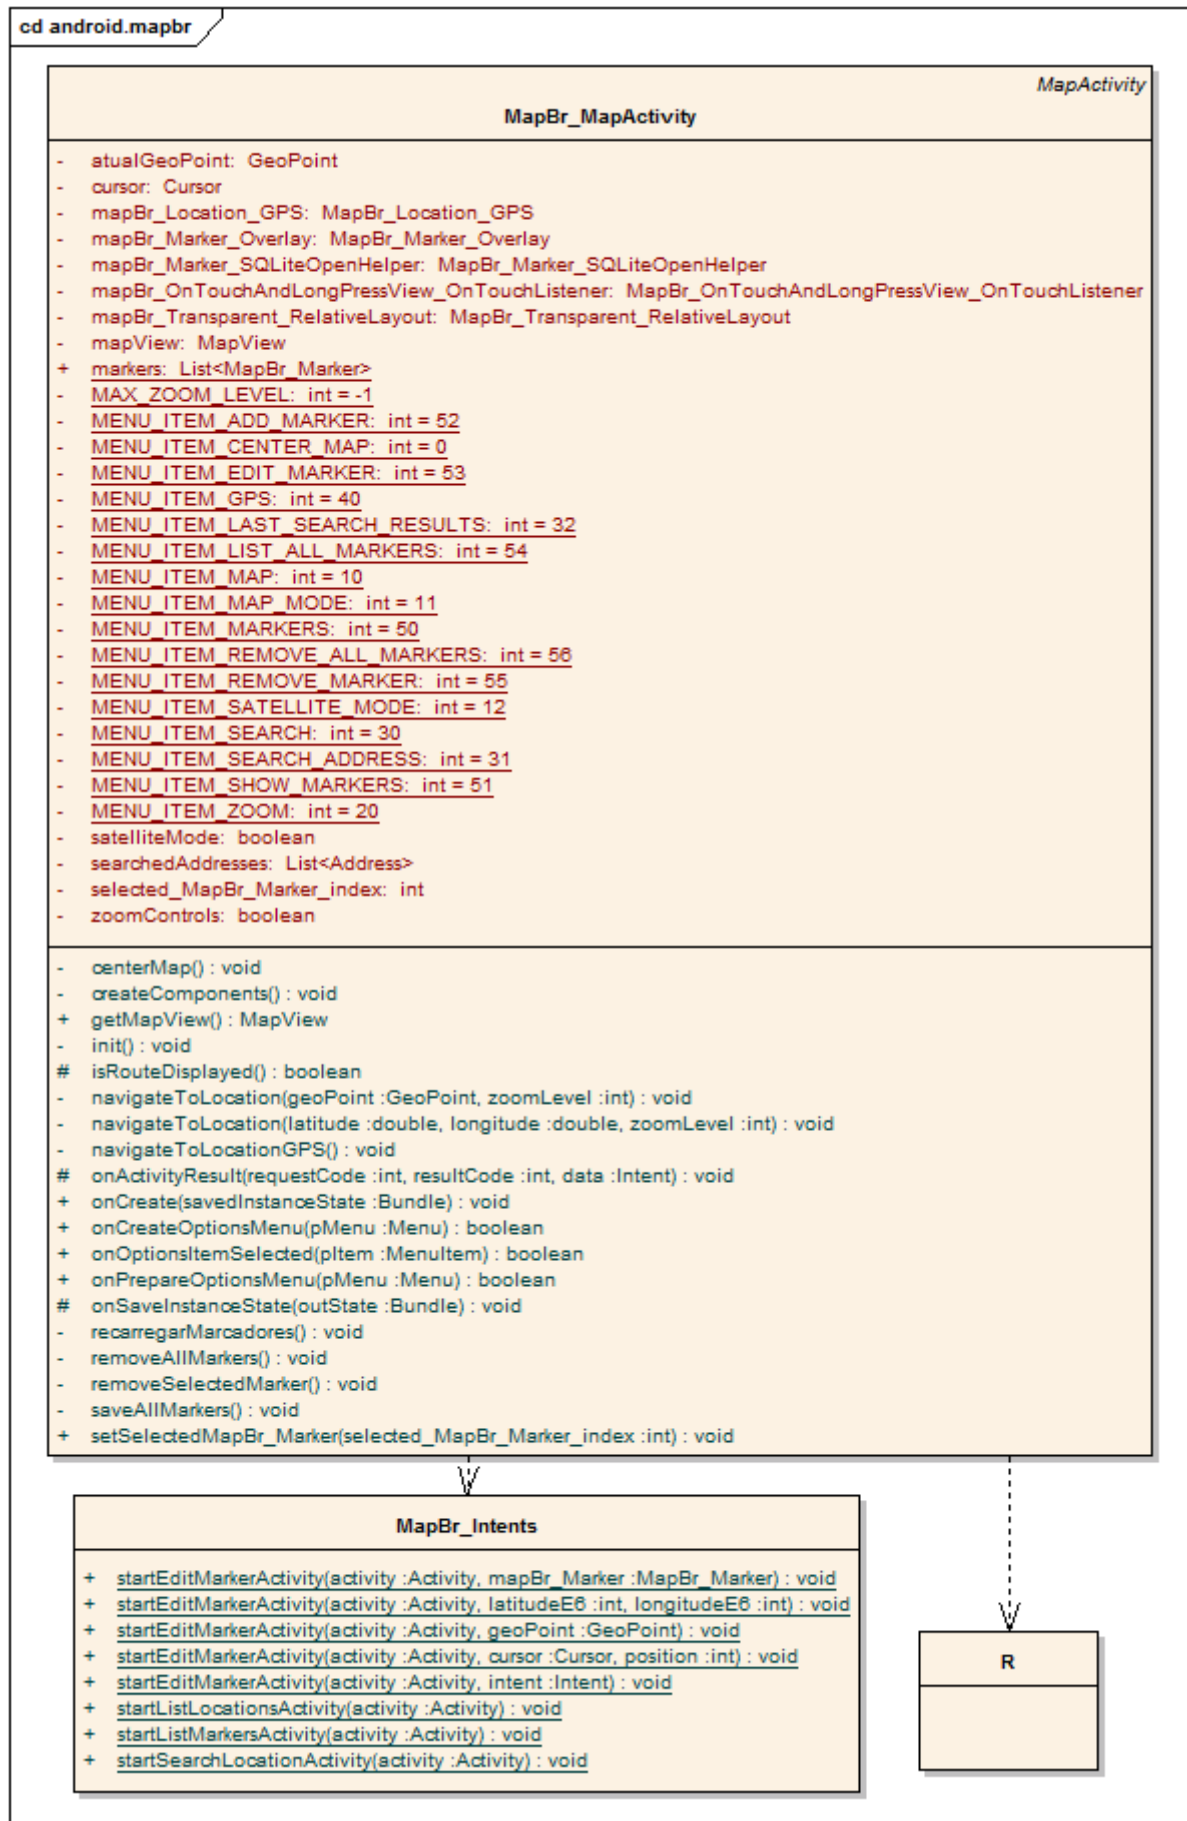 cd android.mapbr
MapActivity
MapBr_MapActivity
- atualGeoPoint: GeoPoint
- cursor: Cursor
- mapBr_Location_GPS: MapBr_Location_GPS
- mapBr_Marker_Overlay: MapBr_Marker_Overlay
- mapBr_Marker_SQLiteOpenHelper: MapBr_Marker_SQLiteOpenHelper
- mapBr_OnTouchAndLongPressView_OnTouchListener: MapBr_OnTouchAndLongPressView_OnTouchListener
- mapBr_Transparent_RelativeLayout: MapBr_Transparent_RelativeLayout
- mapView: MapView
+ markers: List<MapBr_Marker>
- MAX_ZOOM_LEVEL: int = -1
- MENU_ITEM_ADD_MARKER: int = 52
- MENU_ITEM_CENTER_MAP: int = 0
- MENU_ITEM_EDIT_MARKER: int = 53
- MENU_ITEM_GPS: int = 40
- MENU_ITEM_LAST_SEARCH_RESULTS: int = 32
- MENU_ITEM_LIST_ALL_MARKERS: int = 54
- MENU_ITEM_MAP: int = 10
- MENU_ITEM_MAP_MODE: int = 11
- MENU_ITEM_MARKERS: int = 50
- MENU_ITEM_REMOVE_ALL_MARKERS: int = 56
- MENU_ITEM_REMOVE_MARKER: int = 55
- MENU_ITEM_SATELLITE_MODE: int = 12
- MENU_ITEM_SEARCH: int = 30
- MENU_ITEM_SEARCH_ADDRESS: int = 31
- MENU_ITEM_SHOW_MARKERS: int = 51
- MENU_ITEM_ZOOM: int = 20
- satelliteMode: boolean
- searchedAddresses: List<Address>
- selected_MapBr_Marker_index: int
- zoomControls: boolean
- centerMap() : void
- createComponents() : void
+ getMapView() : MapView
- init() : void
# isRouteDisplayed() : boolean
- navigateToLocation(geoPoint :GeoPoint, zoomLevel :int) : void
- navigateToLocation(latitude :double, longitude :double, zoomLevel :int) : void
- navigateToLocationGPS() : void
# onActivityResult(requestCode :int, resultCode :int, data :Intent) : void
+ onCreate(savedInstanceState :Bundle) : void
+ onCreateOptionsMenu(pMenu :Menu) : boolean
+ onOptionsItemSelected(pItem :MenuItem) : boolean
+ onPrepareOptionsMenu(pMenu :Menu) : boolean
# onSaveInstanceState(outState :Bundle) : void
- recarregarMarcadores() : void
- removeAllMarkers() : void
- removeSelectedMarker() : void
- saveAllMarkers() : void
+ setSelectedMapBr_Marker(selected_MapBr_Marker_index :int) : void
MapBr_Intents
+ startEditMarkerActivity(activity :Activity, mapBr_Marker :MapBr_Marker) : void
+ startEditMarkerActivity(activity :Activity, latitudeE6 :int, longitudeE6 :int) : void
+ startEditMarkerActivity(activity :Activity, geoPoint :GeoPoint) : void
+ startEditMarkerActivity(activity :Activity, cursor :Cursor, position :int) : void
+ startEditMarkerActivity(activity :Activity, intent :Intent) : void
+ startListLocationsActivity(activity :Activity) : void
+ startListMarkersActivity(activity :Activity) : void
+ startSearchLocationActivity(activity :Activity) : void
R